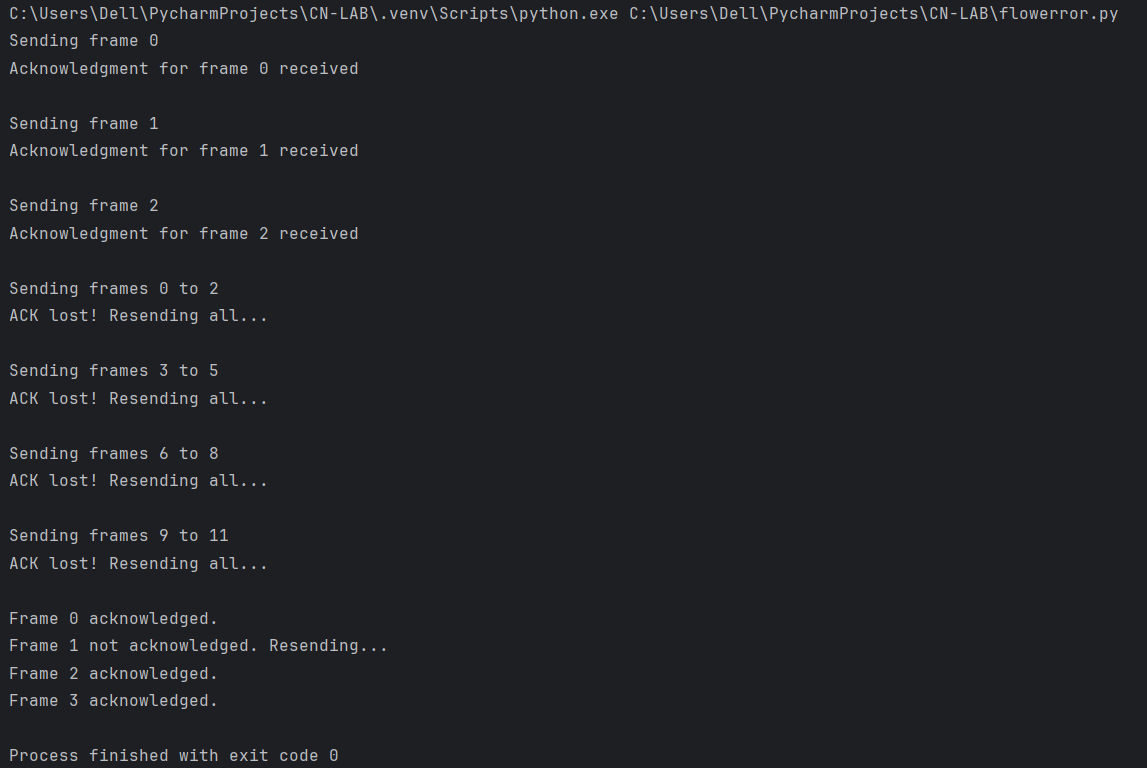 C:\Users\Dell\PycharmProjects\CN-LAB\.venv\Scripts\python.exe C:\Users\Dell\PycharmProjects\CN-LAB\flowerror.py
Sending frame 0
Acknowledgment for frame 0 received
Sending frame 1
Acknowledgment for frame 1 received
Sending frame 2
Acknowledgment for frame 2 received
Sending frames 0 to 2
ACK lost! Resending all...
Sending frames 3 to 5
ACK lost! Resending all...
Sending frames 6 to 8
ACK lost! Resending all...
Sending frames 9 to 11
ACK lost! Resending all...
Frame 0 acknowledged.
Frame 1 not acknowledged. Resending...
Frame 2 acknowledged.
Frame 3 acknowledged.
Process finished with exit code 0